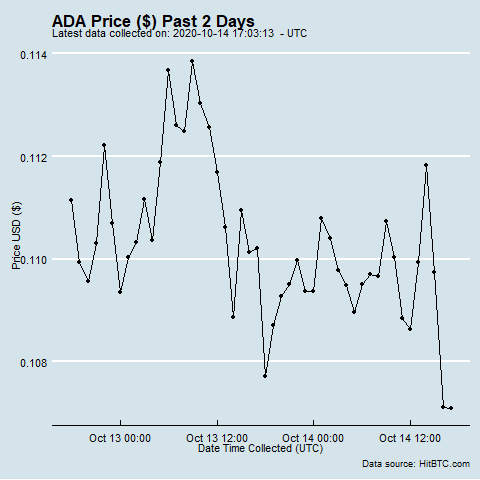 ADA Price ($) Past 2 Days
Latest data collected on: 2020-10-14 17:03:13 - UTC
0.114
0.112
0.110
0.108
Price USD ($)
Oct 13 00:00 Oct 13 12:00 Oct 14 00:00 Oct 14 12:00
Date Time Collected (UTC)
Data source: HitBTC.com